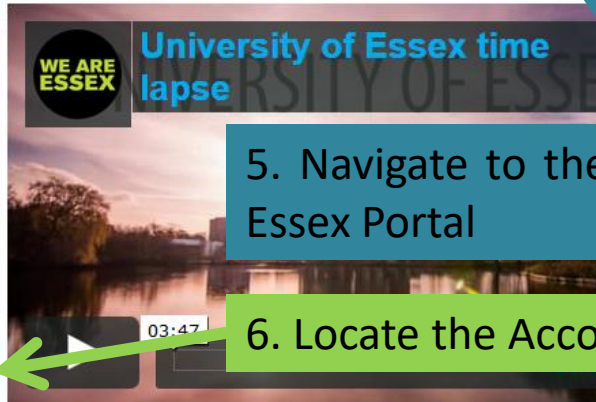 WE ARE
ESSEX
University of Essex time
lapse
5. Navigate to the
Essex Portal
6. Locate the Acco
03:47